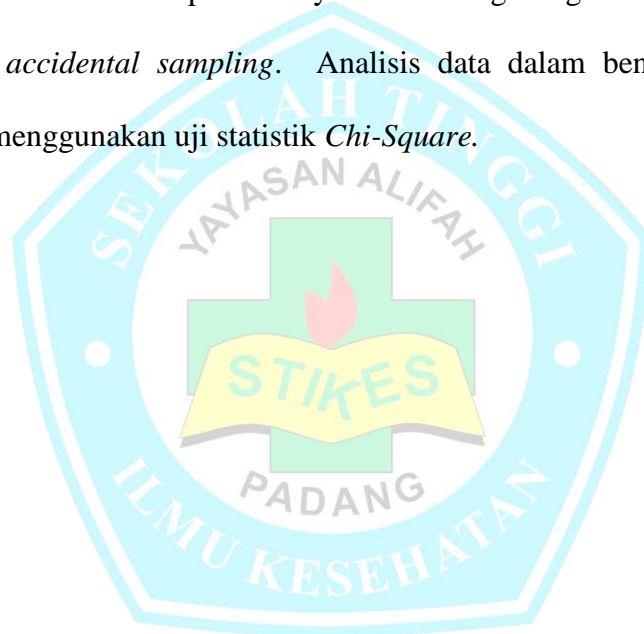 accidental sampling. Analisis data dalam ben
menggunakan uji statistik Chi-Square.
SEKOLAH TINGGI
YAYASAN ALIFAH
STIKES
PADANG
ILMU KESEHATAN